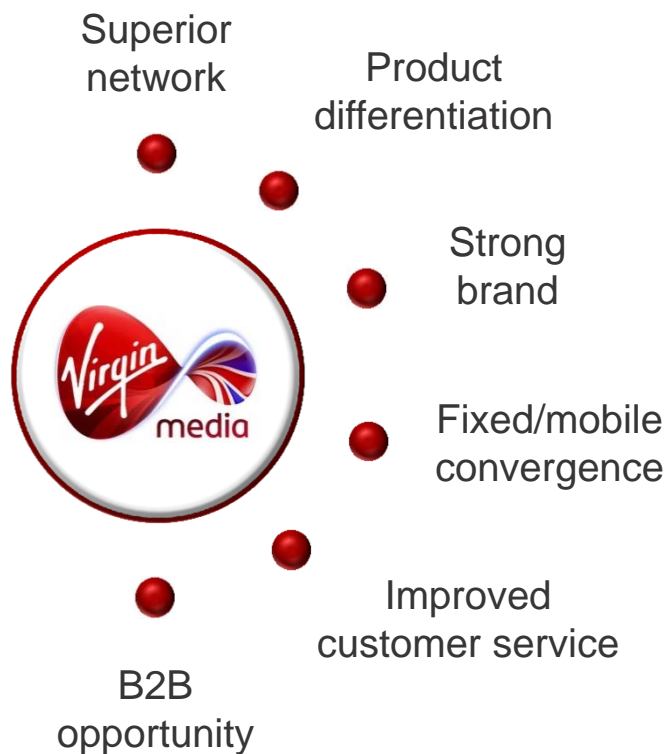 Superior
network
Product
differentiation
Strong
brand
Virgin
media
Fixed/mobile
convergence
Improved
customer service
B2B
opportunity